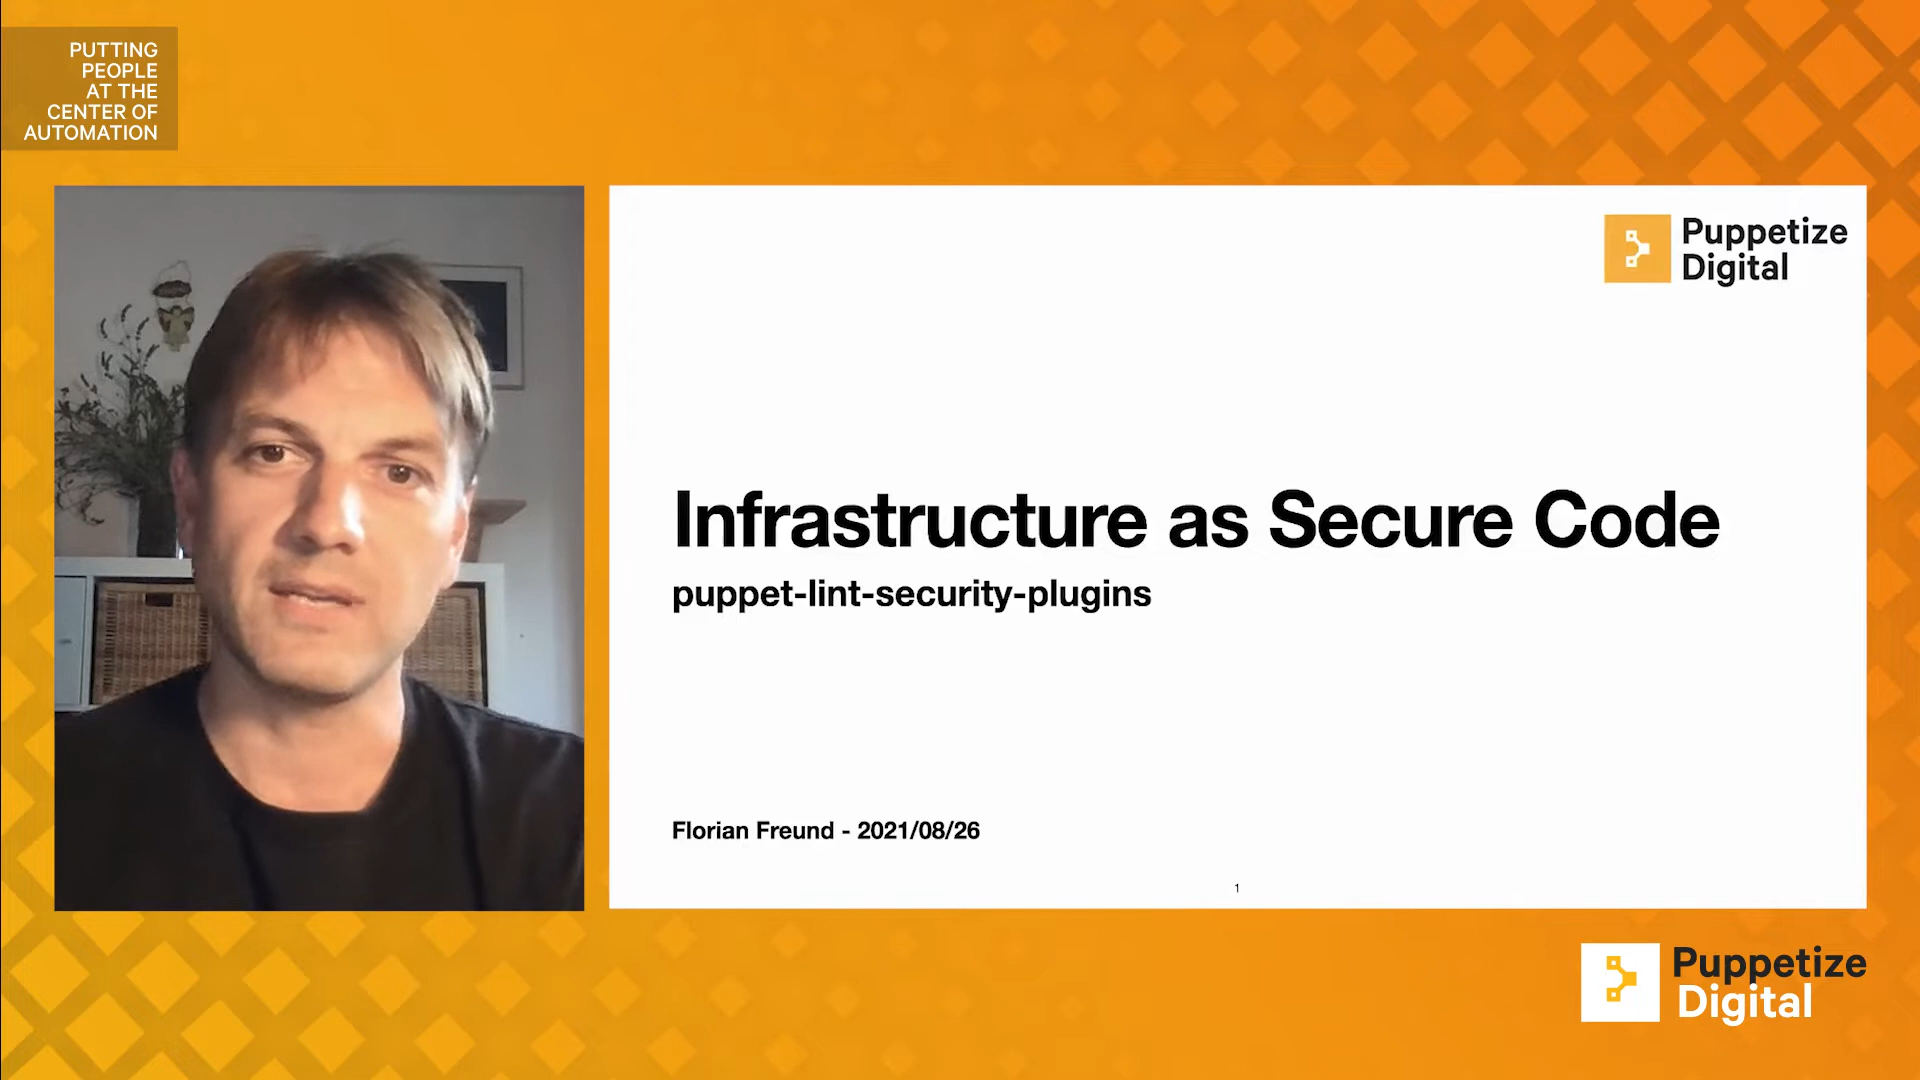 PUTTING
PEOPLE
AT THE
CENTER OF
AUTOMATION
Puppetize
Digital
Infrastructure as Secure Code
puppet-lint-security-plugins
Florian Freund - 2021/08/26
1
Puppetize
Digital